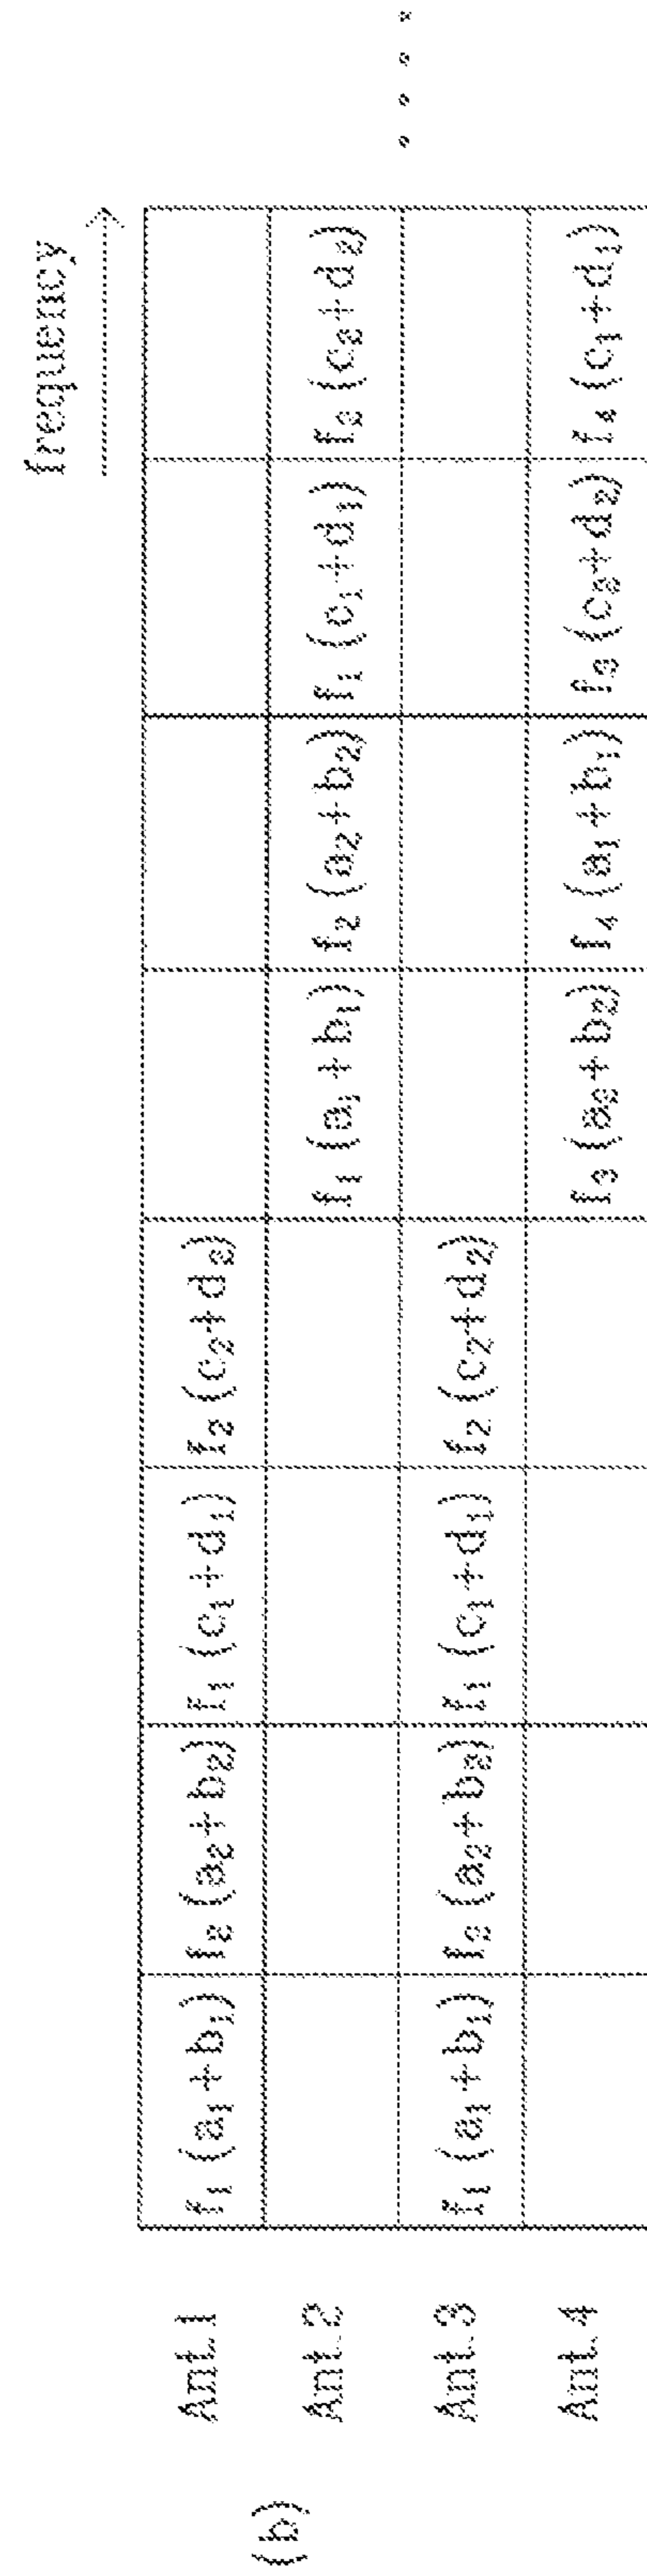 frequency
(b)
Ant.1 f₁ (a₁+b₁) f₂ (a₂+b₂) f₁ (c₁+d₁) f₂ (c₂+d₂)
Ant.2 f₁ (a₁+b₁) f₂ (a₂+b₂) f₁ (c₁+d₁) f₂ (c₂+d₂)
Ant.3 f₁ (a₁+b₁) f₂ (a₂+b₂) f₁ (c₁+d₁) f₂ (c₂+d₂)
Ant.4 f₃ (a₂+b₂) f₄ (a₁+b₁) f₃ (c₂+d₂) f₄ (c₁+d₁)